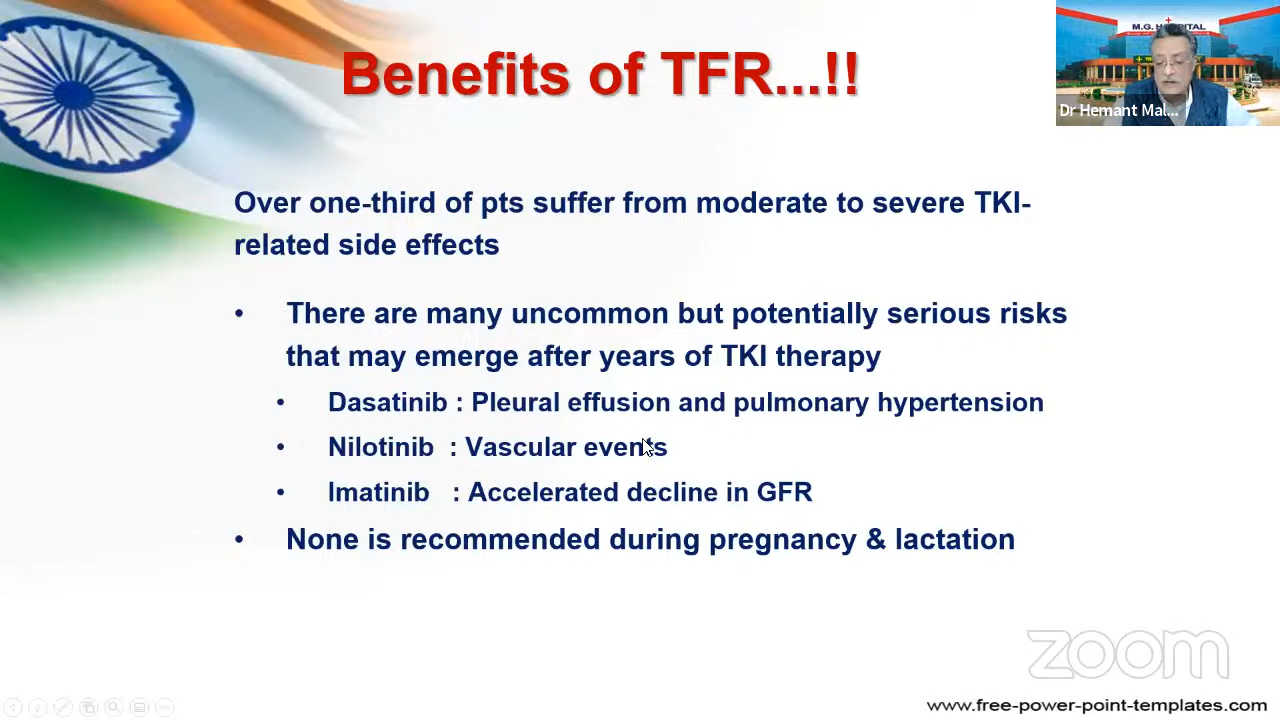 Benefits of TFR...!!
M.G. HOSPITAL
Dr Hemant Mal...
Over one-third of pts suffer from moderate to severe TKI-
related side effects
• There are many uncommon but potentially serious risks
that may emerge after years of TKI therapy
• Dasatinib : Pleural effusion and pulmonary hypertension
• Nilotinib : Vascular events
• Imatinib : Accelerated decline in GFR
• None is recommended during pregnancy & lactation
zoom
www.free-power-point-templates.com